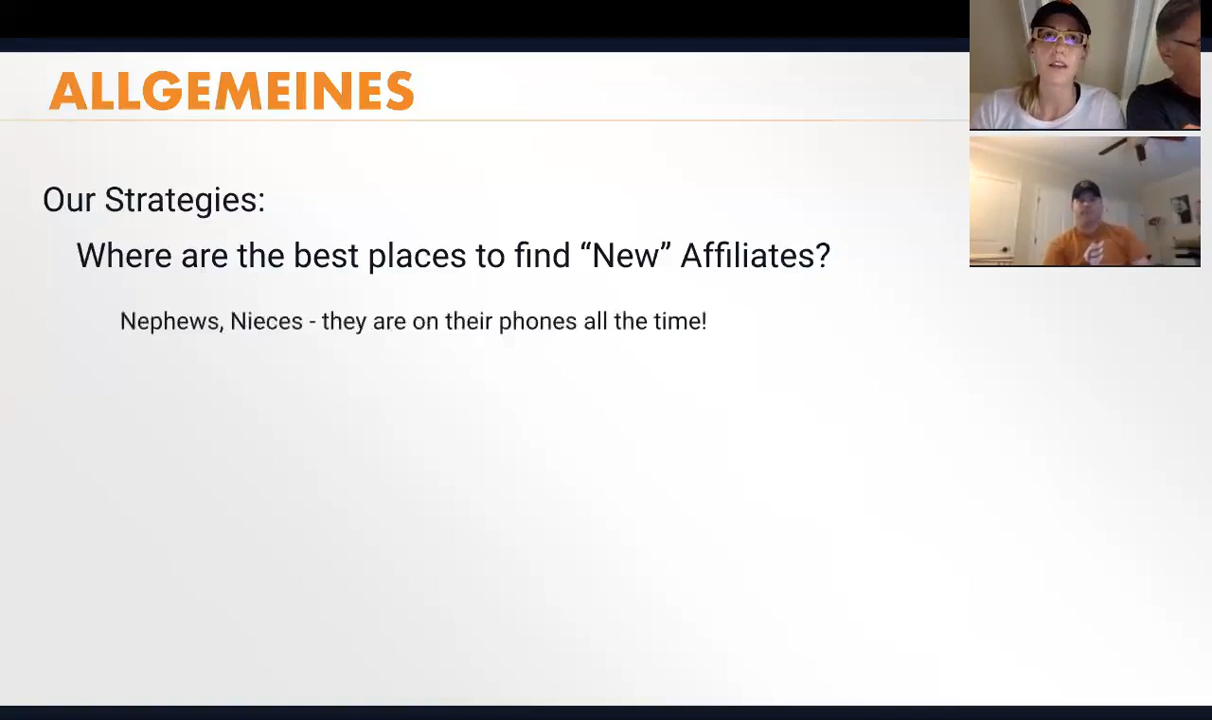 ALLGEMEINES
Our Strategies:
Where are the best places to find “New” Affiliates?
Nephews, Nieces - they are on their phones all the time!